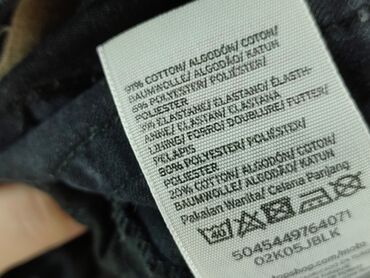 91% COTTON/ ALGODÓN/ COTON/
BAUMWOLLE/ ALGODÃO/ KATUN
6% POLYESTER/ POLIÉSTER/
POLIESTER
3% ELASTANE/ ELASTANO/ ÉLASTH-
ANNE/ ELASTAN/ ELASTANA
LINING/ FORRO/ DOUBLURE/ FUTTER/
PELAPIS
80% POLYESTER/ POLIÉSTER/
POLIESTER
20% COTTON/ ALGODÓN/ COTON/
BAUMWOLLE/ ALGODÃO/ KATUN
Pakaian Wanita/ Celana Panjang
5045449764071
02K05JBLK